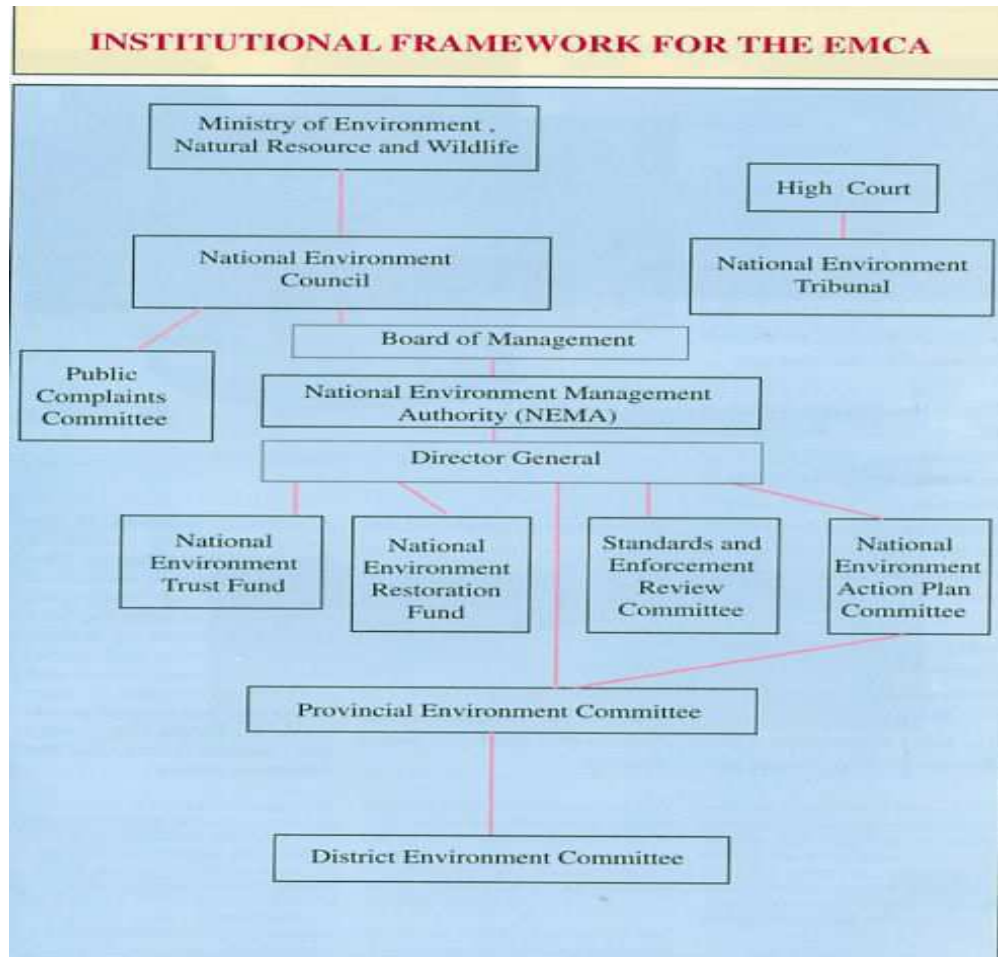 INSTITUTIONAL FRAMEWORK FOR THE EMCA
Ministry of Environment ,
Natural Resource and Wildlife
High Court
National Environment
Council
National Environment
Tribunal
Board of Management
Public
Complaints
Committee
National Environment Management
Authority (NEMA)
Director General
National
Environment
Trust Fund
National
Environment
Restoration
Fund
Standards and
Enforcement
Review
Committee
National
Environment
Action Plan
Committee
Provincial Environment Committee
District Environment Committee